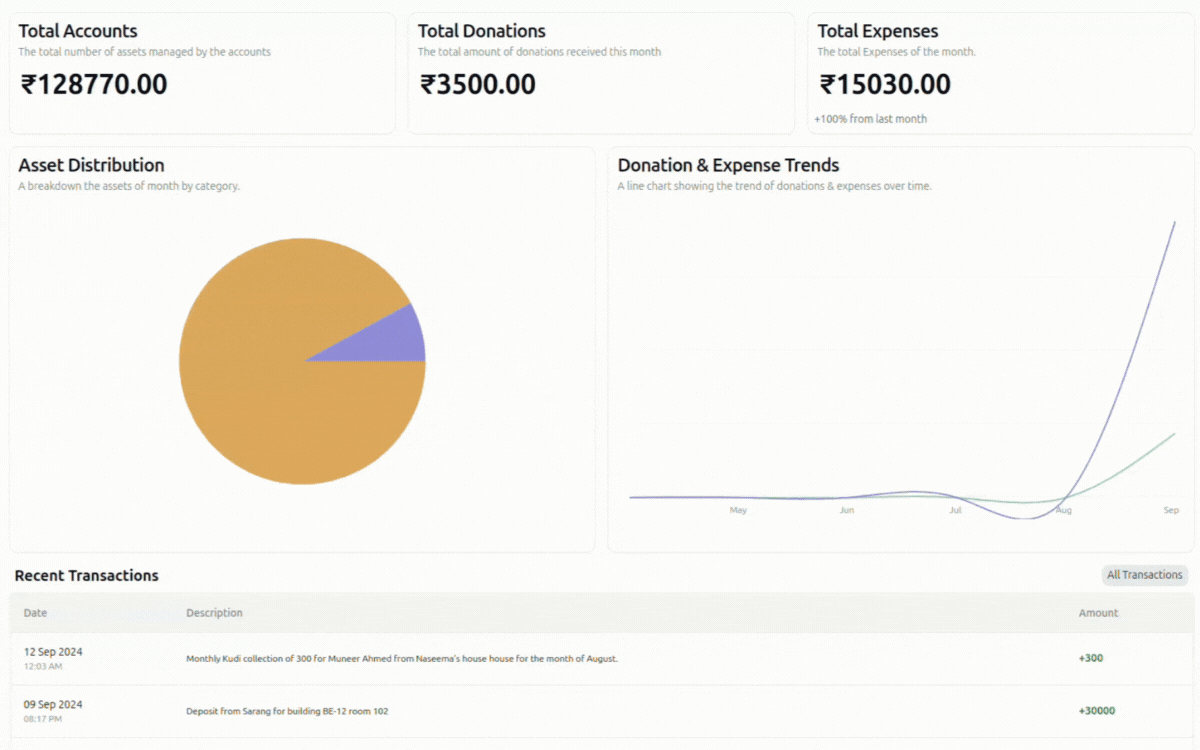 Total Accounts
The total number of assets managed by the accounts
₹128770.00
Total Donations
The total amount of donations received this month
₹3500.00
Total Expenses
The total Expenses of the month.
₹15030.00
+100% from last month
Asset Distribution
A breakdown the assets of month by category.
Donation & Expense Trends
A line chart showing the trend of donations & expenses over time.
May Jun Jul Aug Sep
Recent Transactions
All Transactions
Date Description Amount
12 Sep 2024
12:03 AM
Monthly Kudi collection of 300 for Muneer Ahmed from Naseema's house house for the month of August.
+300
09 Sep 2024
08:17 PM
Deposit from Sarang for building BE-12 room 102
+30000